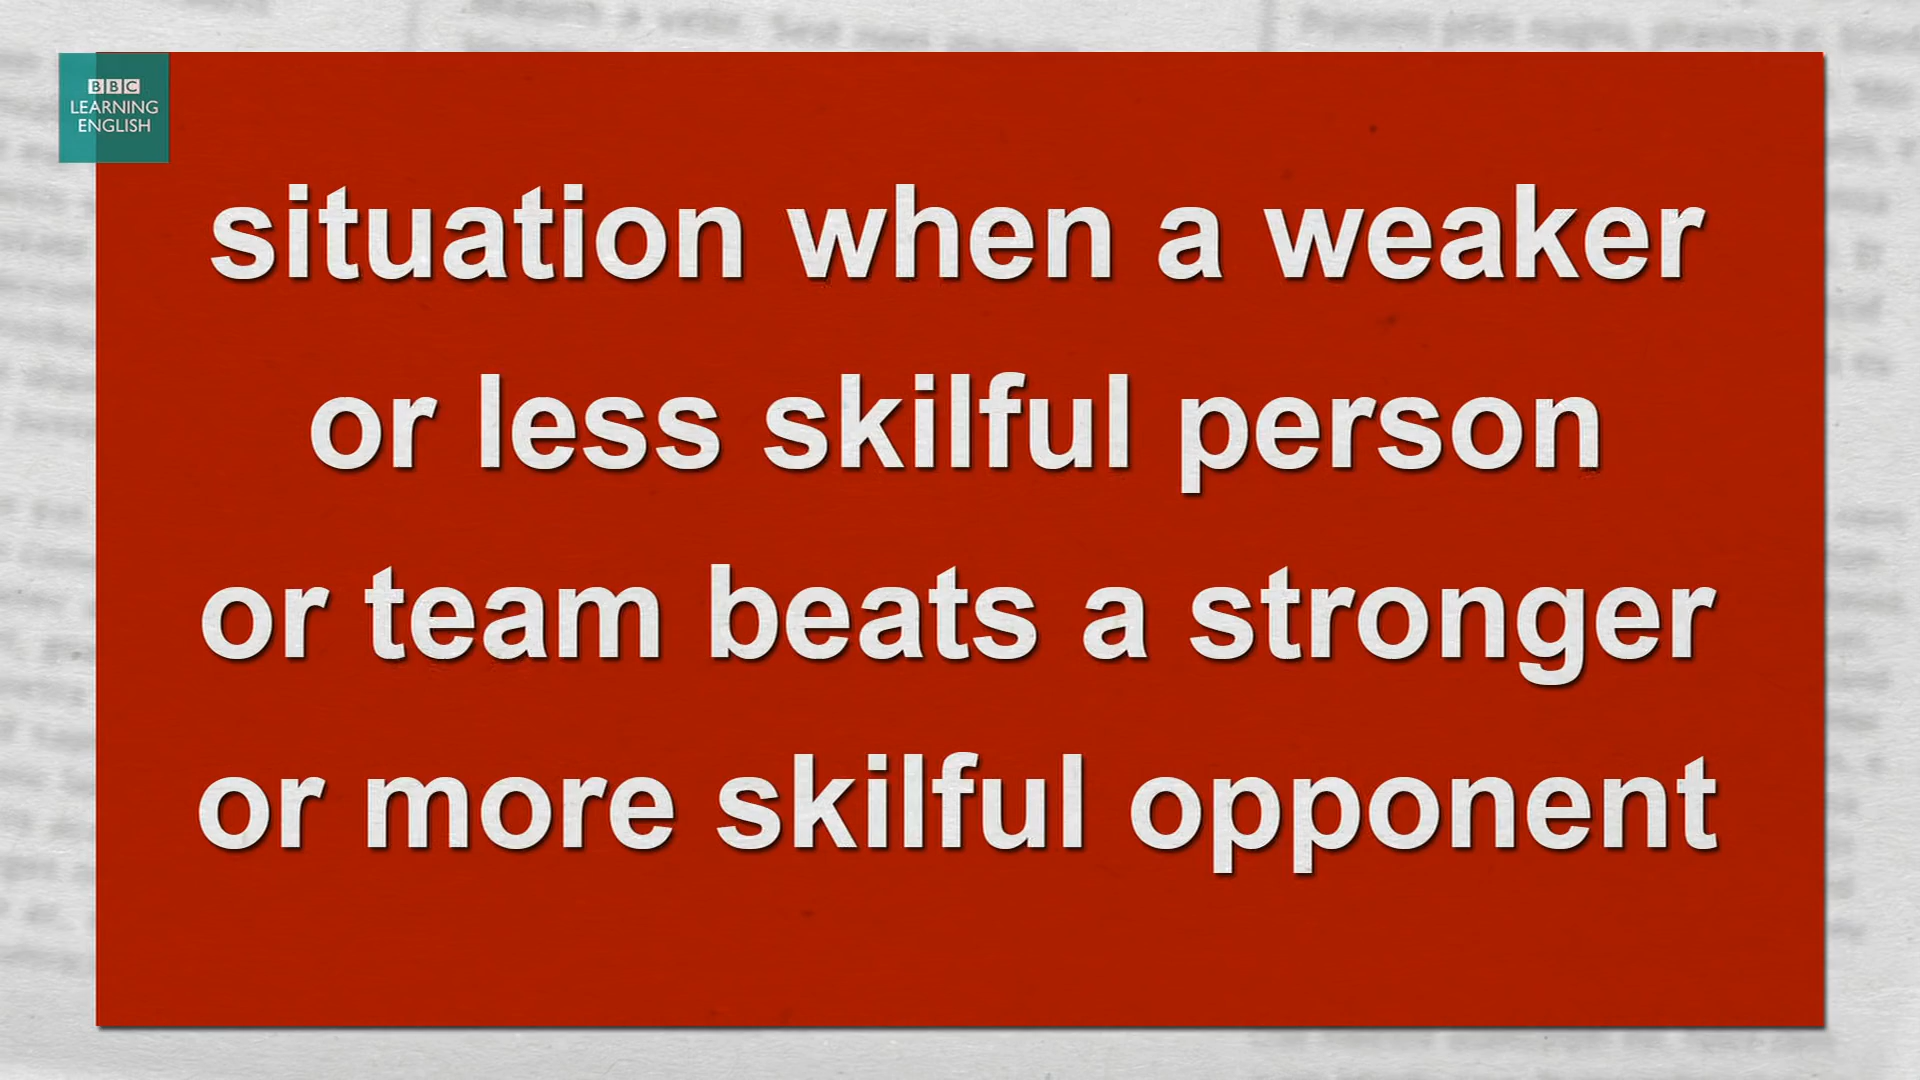 BBC
LEARNING
ENGLISH
situation when a weaker
or less skilful person
or team beats a stronger
or more skilful opponent